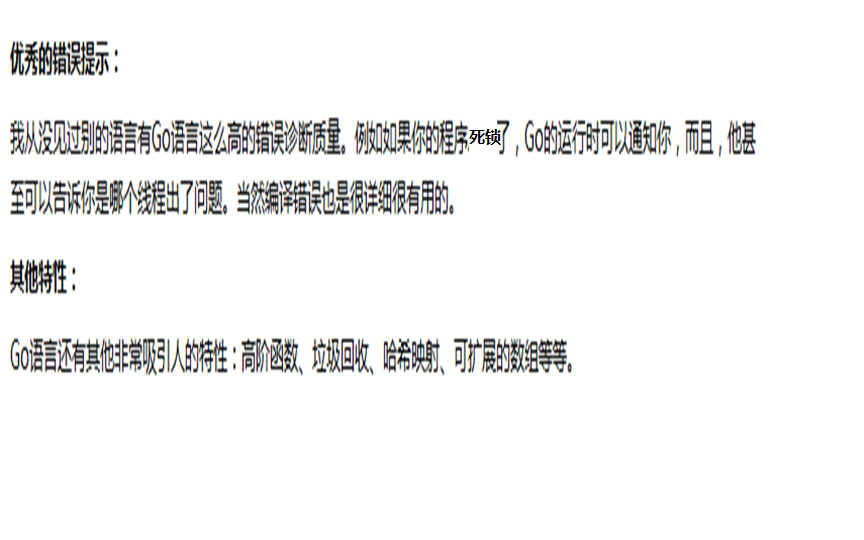 优秀的错误提示：
我从没见过别的语言有Go语言这么高的错误诊断质量。例如如果你的程序死锁了，Go的运行时可以通知你，而且，他甚
至可以告诉你是哪个线程出了问题。当然编译错误也是很详细很有用的。
其他特性：
Go语言还有其他非常吸引人的特性：高阶函数、垃圾回收、哈希映射、可扩展的数组等等。